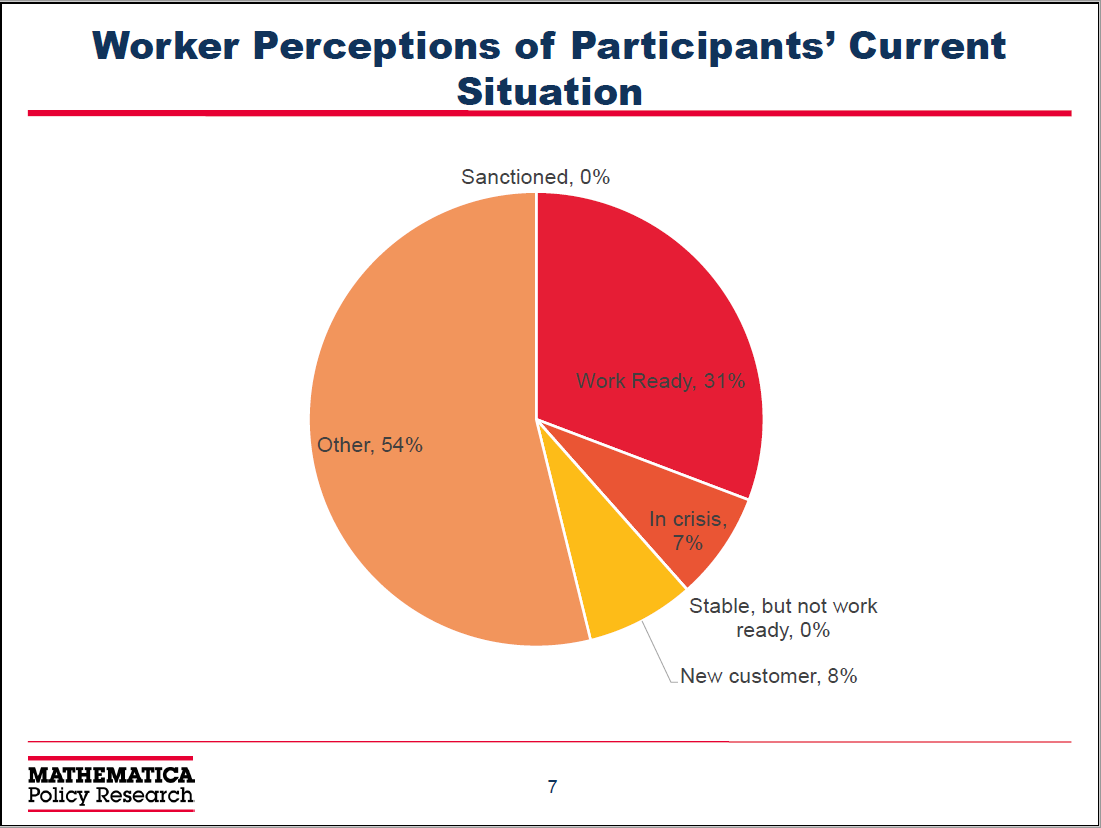 Worker Perceptions of Participants’ Current
Situation
Sanctioned, 0%
Work Ready, 31%
Other, 54%
In crisis,
7%
Stable, but not work
ready, 0%
New customer, 8%
MATHEMATICA
Policy Research
7